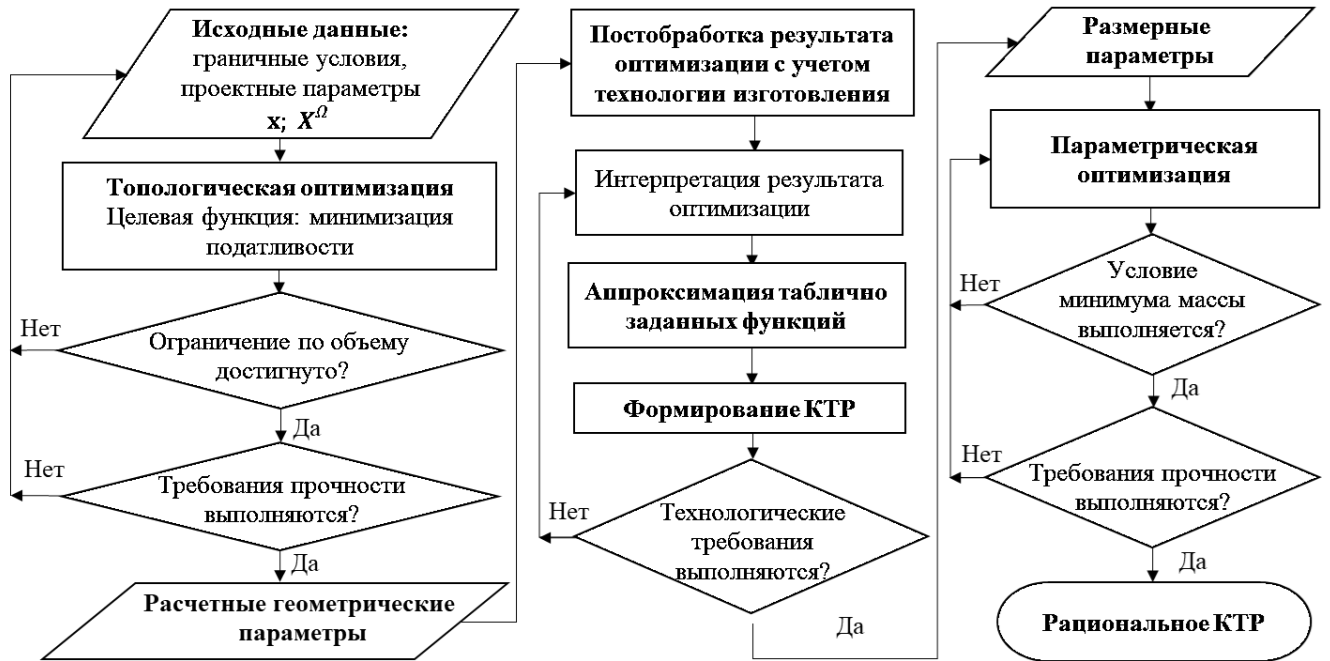 Исходные данные:
граничные условия,
проектные параметры
x; X^Ω
Топологическая оптимизация
Целевая функция: минимизация
податливости
Нет
Ограничение по объему
достигнуто?
Да
Нет
Требования прочности
выполняются?
Да
Расчетные геометрические
параметры
Постобработка результата
оптимизации с учетом
технологии изготовления
Интерпретация результата
оптимизации
Аппроксимация таблично
заданных функций
Формирование КТР
Нет
Технологические
требования
выполняются?
Да
Размерные
параметры
Параметрическая
оптимизация
Нет
Условие
минимума массы
выполняется?
Да
Нет
Требования прочности
выполняются?
Да
Рациональное КТР